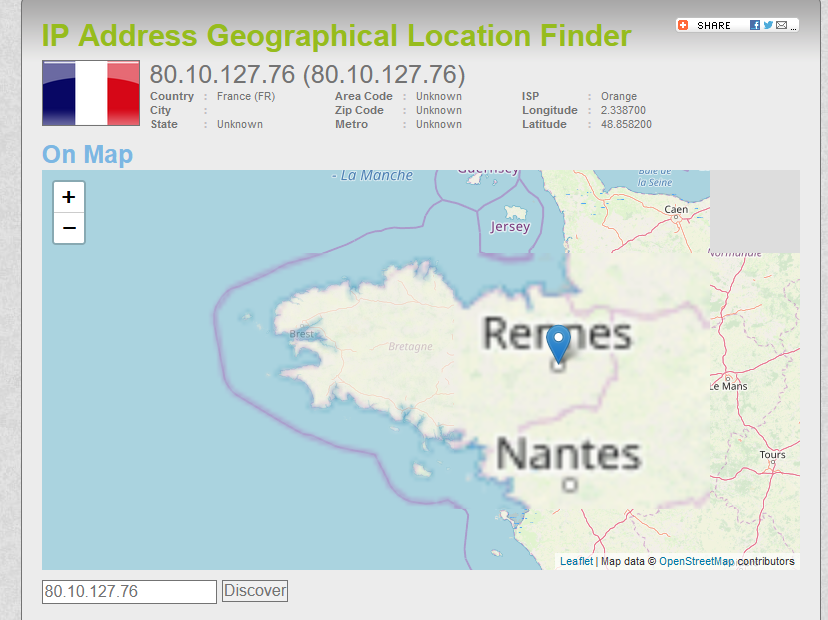 IP Address Geographical Location Finder
SHARE ...
80.10.127.76 (80.10.127.76)
Country : France (FR) Area Code : Unknown ISP : Orange
City : Zip Code : Unknown Longitude : 2.338700
State : Unknown Metro : Unknown Latitude : 48.858200
On Map
+
−
- La Manche
Guernsey
Baie de
la Seine
Caen
Jersey
Normandie
Brest
Bretagne
Rennes
Le Mans
Nantes
Tours
Leaflet | Map data © OpenStreetMap contributors
80.10.127.76 Discover